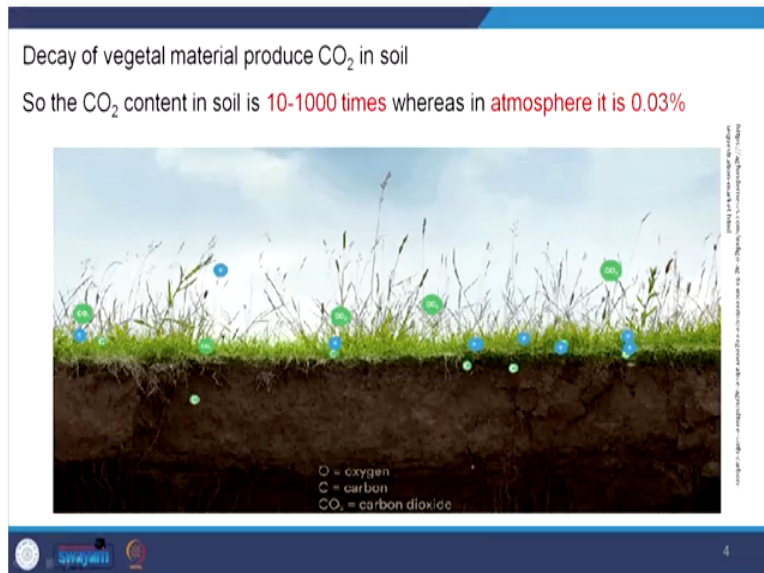 Decay of vegetal material produce CO₂ in soil
So the CO₂ content in soil is 10-1000 times whereas in atmosphere it is 0.03%
CO₂
CO₂
CO₂
CO₂
O = oxygen
C = carbon
CO₂ = carbon dioxide
swayam
4